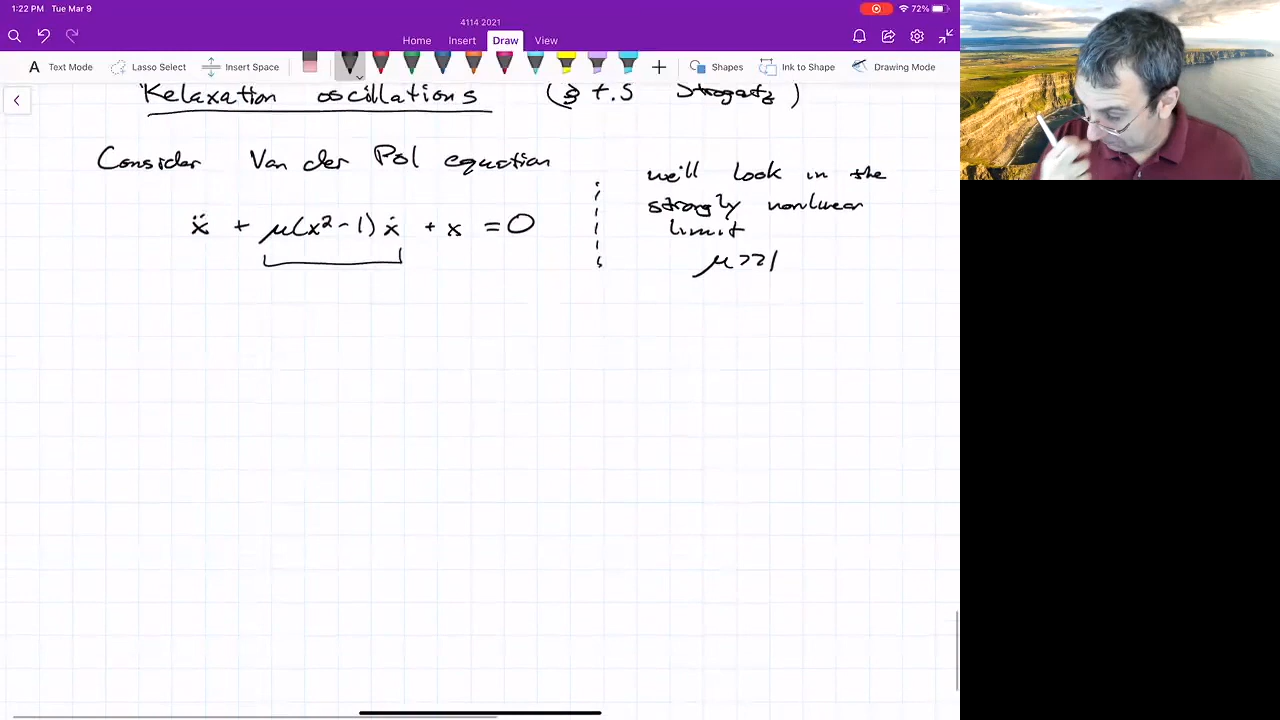 1:22 PM Tue Mar 9
72%
4114 2021
Home Insert Draw View
Text Mode Lasso Select Insert Space Shapes Ink to Shape Drawing Mode
Relaxation oscillations (§ 7.5 Strogatz)
Consider Van der Pol equation
ẍ + μ(x² - 1) ẋ + x = 0
we'll look in the
strongly nonlinear
limit
μ >> 1